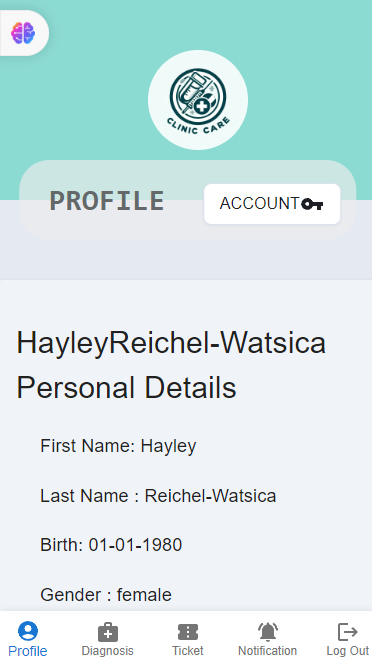 CLINIC CARE
PROFILE
ACCOUNT
HayleyReichel-Watsica
Personal Details
First Name: Hayley
Last Name : Reichel-Watsica
Birth: 01-01-1980
Gender : female
Profile Diagnosis Ticket Notification Log Out